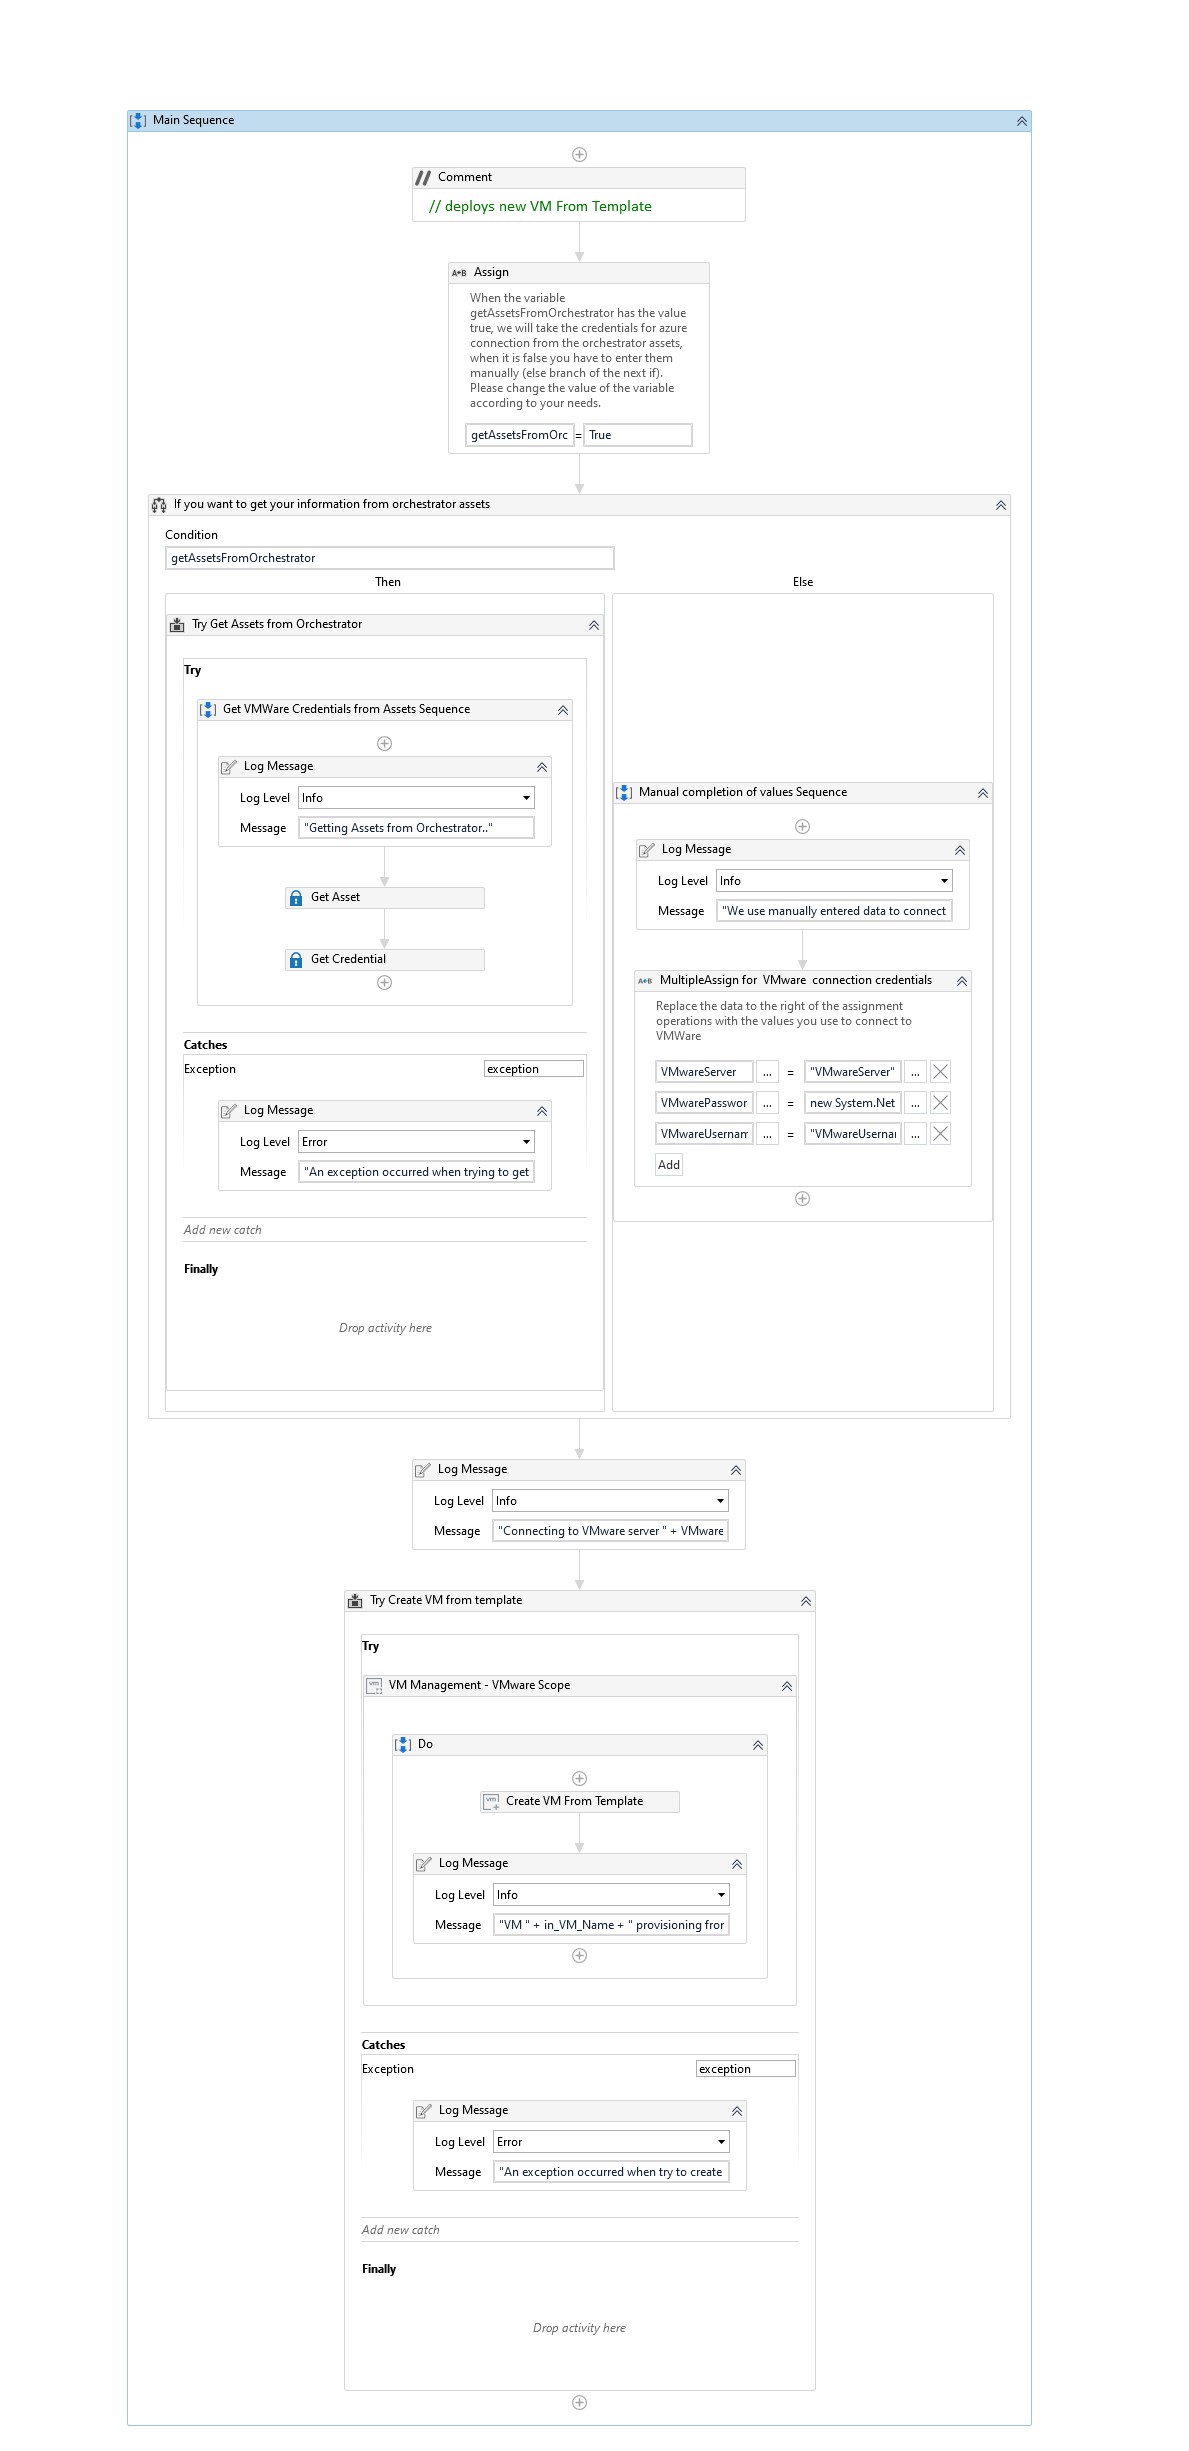 Main Sequence
Comment
// deploys new VM From Template
A←B Assign
When the variable
getAssetsFromOrchestrator has the value
true, we will take the credentials for azure
connection from the orchestrator assets,
when it is false you have to enter them
manually (else branch of the next if).
Please change the value of the variable
according to your needs.
getAssetsFromOrc = True
If you want to get your information from orchestrator assets
Condition
getAssetsFromOrchestrator
Then
Try Get Assets from Orchestrator
Try
Get VMWare Credentials from Assets Sequence
Log Message
Log Level Info
Message "Getting Assets from Orchestrator.."
Get Asset
Get Credential
Catches
Exception exception
Log Message
Log Level Error
Message "An exception occurred when trying to get
Add new catch
Finally
Drop activity here
Else
Manual completion of values Sequence
Log Message
Log Level Info
Message "We use manually entered data to connect
A←B MultipleAssign for VMware connection credentials
Replace the data to the right of the assignment
operations with the values you use to connect to
VMWare
VMwareServer ... = "VMwareServer" ...
VMwarePasswor ... = new System.Net ...
VMwareUsernam ... = "VMwareUsernai ...
Add
Log Message
Log Level Info
Message "Connecting to VMware server " + VMware
Try Create VM from template
Try
vm VM Management - VMware Scope
Do
vm Create VM From Template
Log Message
Log Level Info
Message "VM " + in_VM_Name + " provisioning fror
Catches
Exception exception
Log Message
Log Level Error
Message "An exception occurred when try to create
Add new catch
Finally
Drop activity here